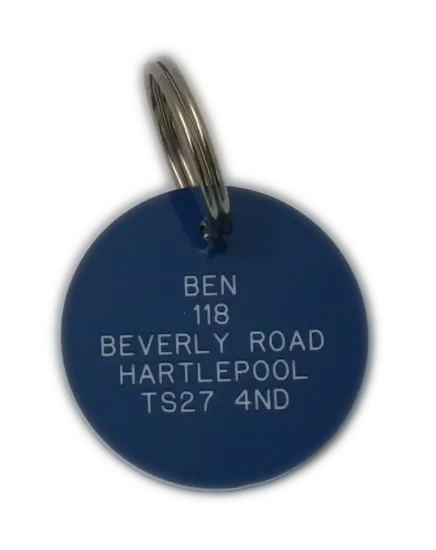 BEN
118
BEVERLY ROAD
HARTLEPOOL
TS27 4ND